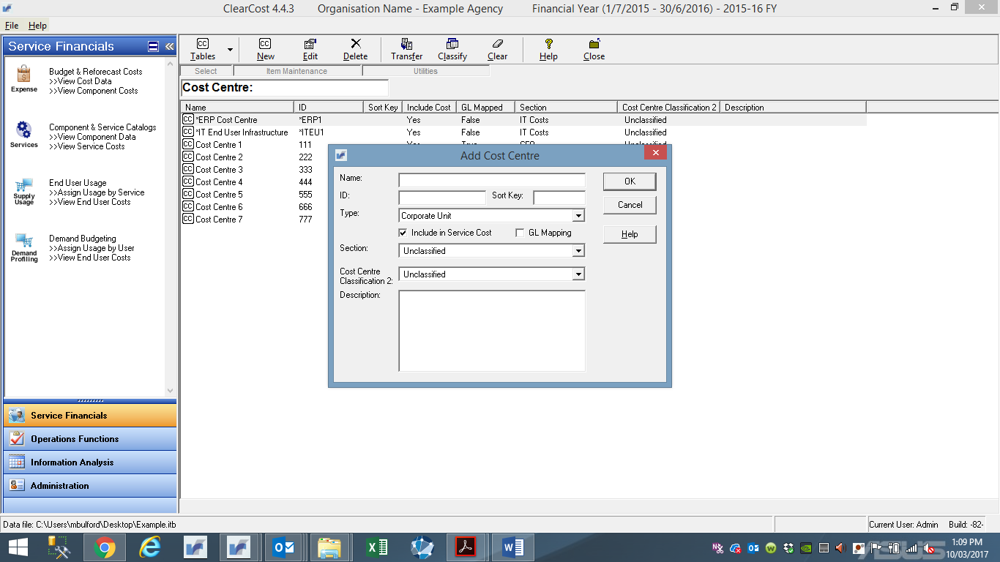 ClearCost 4.4.3 Organisation Name - Example Agency Financial Year (1/7/2015 - 30/6/2016) - 2015-16 FY
File Help
Service Financials
Expense
Budget & Reforecast Costs
>>View Cost Data
>>View Component Costs
Services
Component & Service Catalogs
>>View Component Data
>>View Service Costs
Supply Usage
End User Usage
>>Assign Usage by Service
>>View End User Costs
Demand Profiling
Demand Budgeting
>>Assign Usage by User
>>View End User Costs
Service Financials
Operations Functions
Information Analysis
Administration
Tables New Edit Delete Transfer Classify Clear Help Close
Select Item Maintenance Utilities
Cost Centre:
Name ID Sort Key Include Cost GL Mapped Section Cost Centre Classification 2 Description
CC *ERP Cost Centre *ERP1 Yes False IT Costs Unclassified
CC *IT End User Infrastructure *ITEU1 Yes False IT Costs Unclassified
CC Cost Centre 1 111
CC Cost Centre 2 222
CC Cost Centre 3 333
CC Cost Centre 4 444
CC Cost Centre 5 555
CC Cost Centre 6 666
CC Cost Centre 7 777
Add Cost Centre
Name: OK
ID: Sort Key: Cancel
Type: Corporate Unit
Include in Service Cost GL Mapping Help
Section: Unclassified
Cost Centre Classification 2: Unclassified
Description:
Data file: C:\Users\mbulford\Desktop\Example.itb Current User: Admin Build: -82-
1:09 PM
10/03/2017